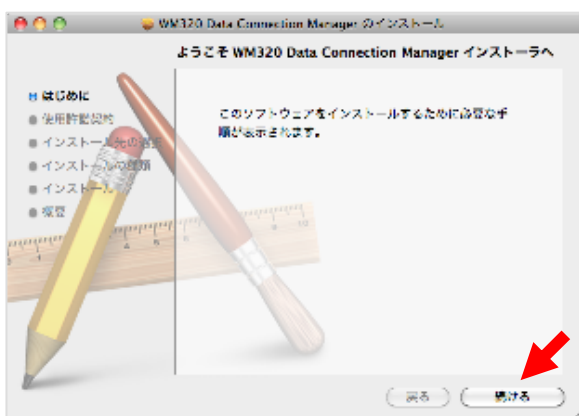 WM320 Data Connection Manager のインストール
ようこそ WM320 Data Connection Manager インストーラへ
はじめに
使用許諾契約
インストール先の選択
インストールの種類
インストール
概要
このソフトウェアをインストールするために必要な手
順が表示されます。
戻る
続ける